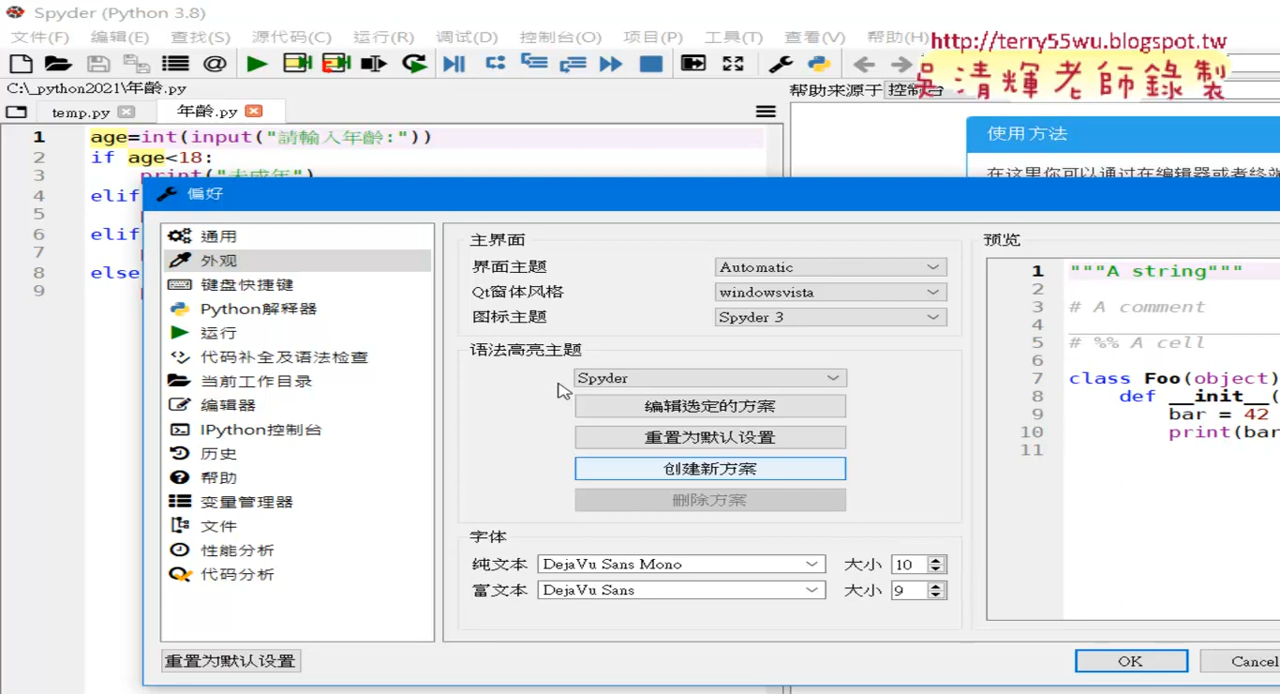 Spyder (Python 3.8)
文件(F) 编辑(E) 查找(S) 源代码(C) 运行(R) 调试(D) 控制台(O) 项目(P) 工具(T) 查看(V) 帮助(H)
http://terry55wu.blogspot.tw
吳清輝老師錄製
C:\_python2021\年齡.py
帮助来源于 控制台
temp.py 年齡.py
使用方法
在这里你可以通过在编辑器或者终端
1 age=int(input("請輸入年齡:"))
2 if age<18:
3 print("未成年")
4 elif
5
6 elif
7
8 else
9
偏好
通用
外观
键盘快捷键
Python解释器
运行
代码补全及语法检查
当前工作目录
编辑器
IPython控制台
历史
帮助
变量管理器
文件
性能分析
代码分析
重置为默认设置
主界面
界面主题 Automatic
Qt窗体风格 windowsvista
图标主题 Spyder 3
语法高亮主题
Spyder
编辑选定的方案
重置为默认设置
创建新方案
删除方案
字体
纯文本 DejaVu Sans Mono 大小 10
富文本 DejaVu Sans 大小 9
预览
1 """A string"""
2
3 # A comment
4
5 # %% A cell
6
7 class Foo(object)
8 def __init__(
9 bar = 42
10 print(bar
11
OK Cancel